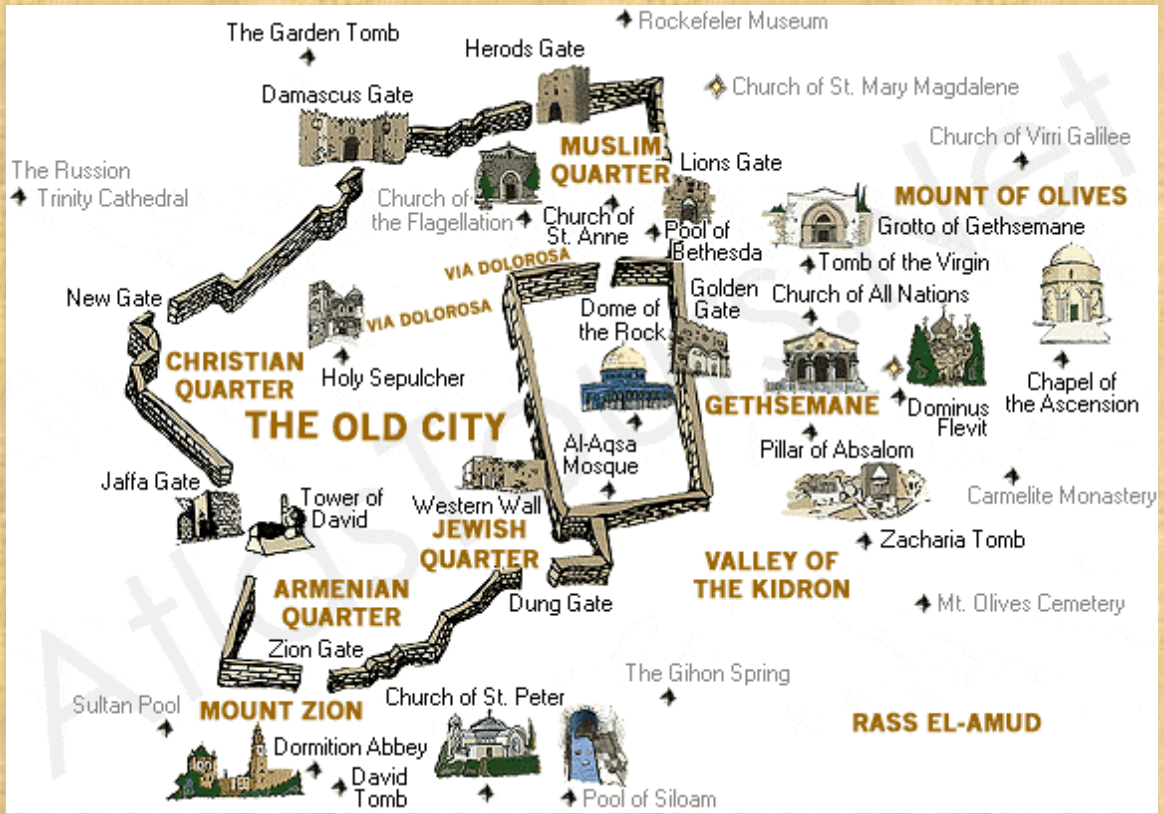 Rockefeler Museum
The Garden Tomb
Herods Gate
Damascus Gate
Church of St. Mary Magdalene
Church of Virri Galilee
MUSLIM
QUARTER
Lions Gate
The Russion
Trinity Cathedral
MOUNT OF OLIVES
Church of
the Flagellation
Church of
St. Anne
Pool of
Bethesda
Grotto of Gethsemane
Tomb of the Virgin
VIA DOLOROSA
New Gate
VIA DOLOROSA
Dome of
the Rock
Golden
Gate
Church of All Nations
CHRISTIAN
QUARTER
Holy Sepulcher
THE OLD CITY
GETHSEMANE
Dominus
Flevit
Chapel of
the Ascension
Al-Aqsa
Mosque
Pillar of Absalom
Jaffa Gate
Tower of
David
Western Wall
JEWISH
QUARTER
Carmelite Monastery
Zacharia Tomb
VALLEY OF
THE KIDRON
ARMENIAN
QUARTER
Dung Gate
Mt. Olives Cemetery
Zion Gate
The Gihon Spring
Sultan Pool
MOUNT ZION
Church of St. Peter
RASS EL-AMUD
Dormition Abbey
David
Tomb
Pool of Siloam
AtlasTours.Net